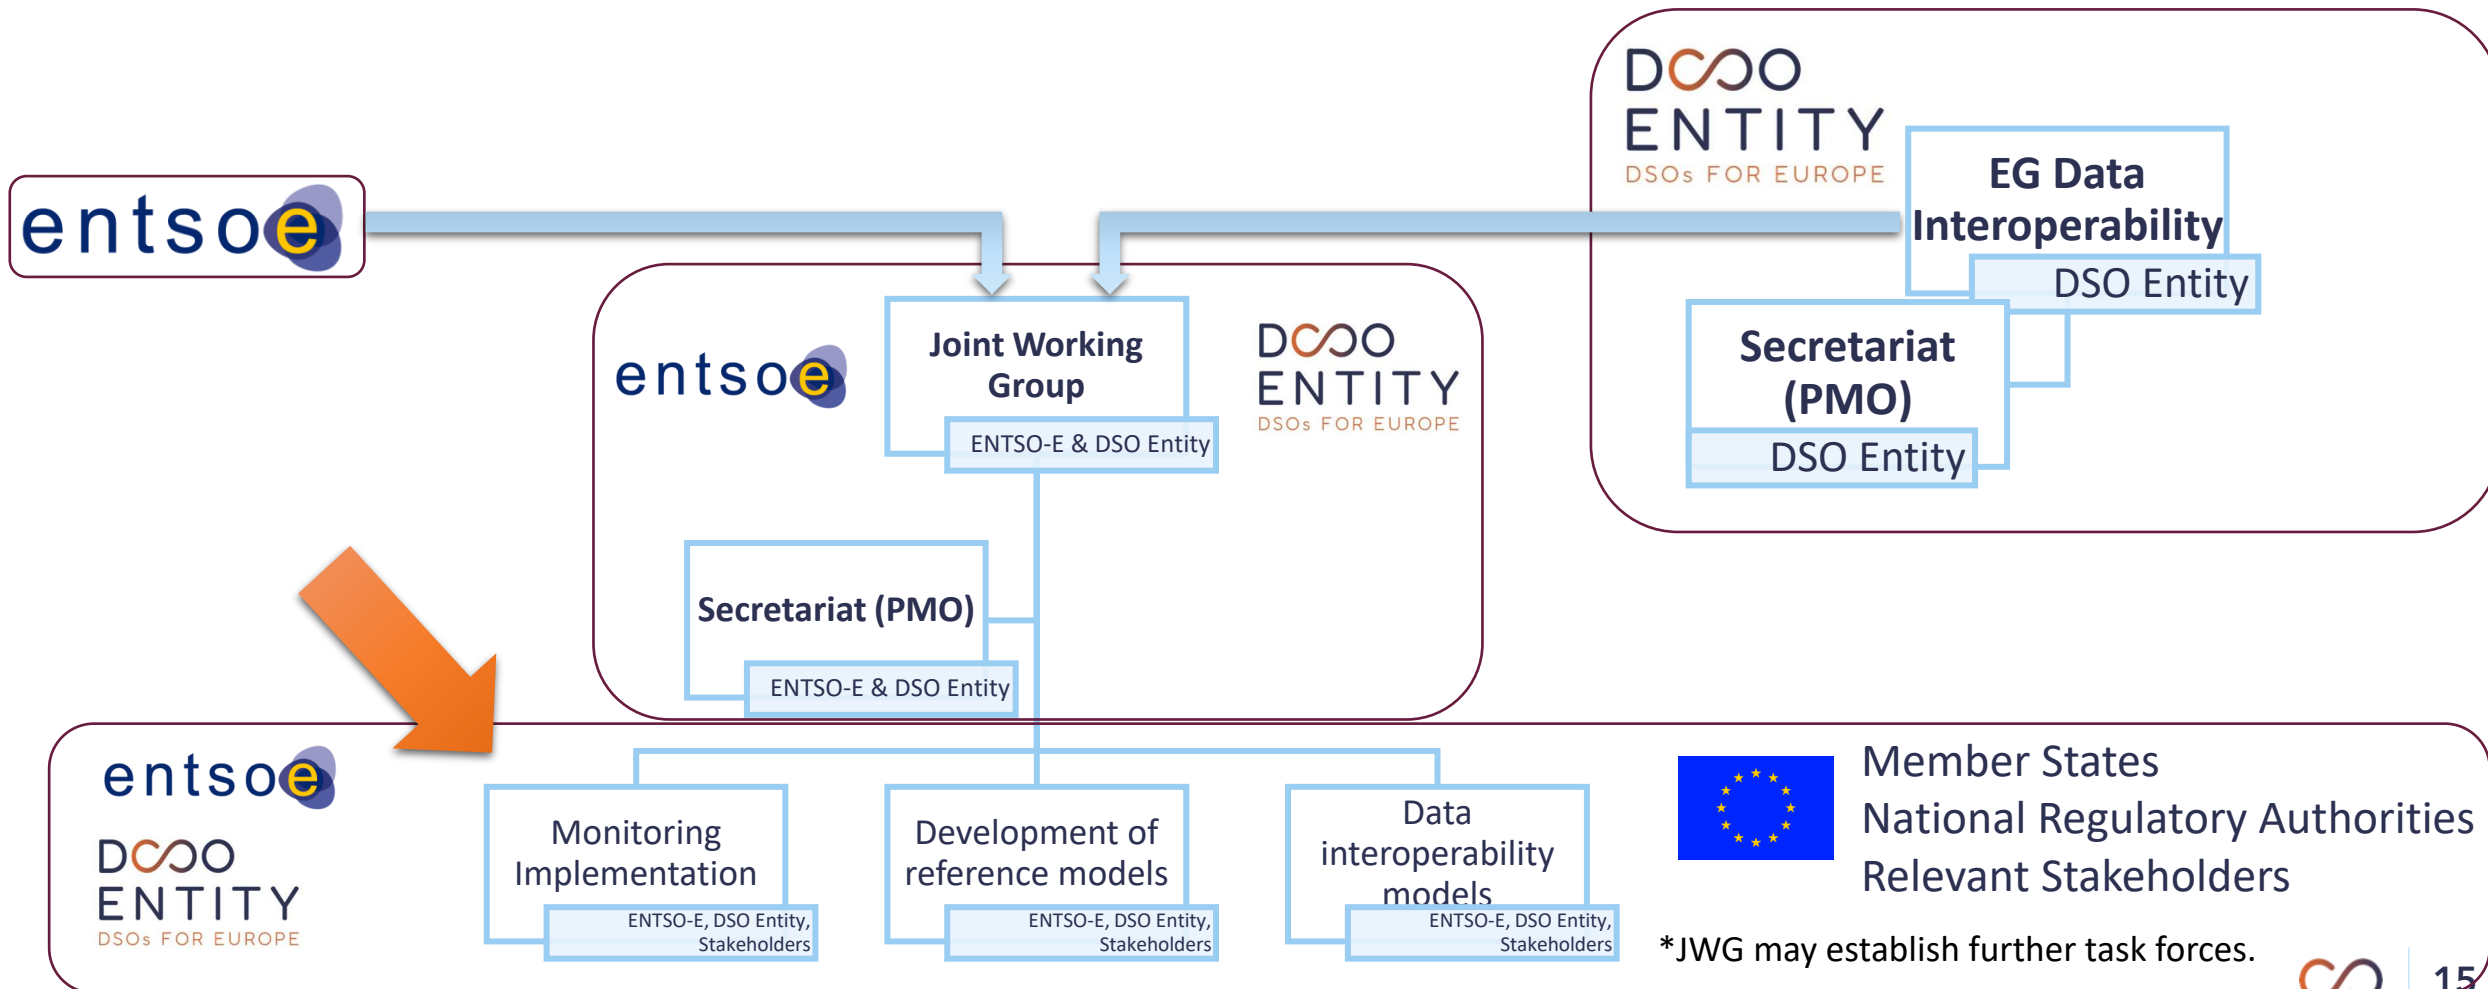 DSO
ENTITY
DSOs FOR EUROPE
EG Data
Interoperability
DSO Entity
Secretariat
(PMO)
DSO Entity
entsoe
entsoe
Joint Working
Group
ENTSO-E & DSO Entity
DSO
ENTITY
DSOs FOR EUROPE
Secretariat (PMO)
ENTSO-E & DSO Entity
entsoe
DSO
ENTITY
DSOs FOR EUROPE
Monitoring
Implementation
ENTSO-E, DSO Entity,
Stakeholders
Development of
reference models
ENTSO-E, DSO Entity,
Stakeholders
Data
interoperability
models
ENTSO-E, DSO Entity,
Stakeholders
Member States
National Regulatory Authorities
Relevant Stakeholders
*JWG may establish further task forces.
15